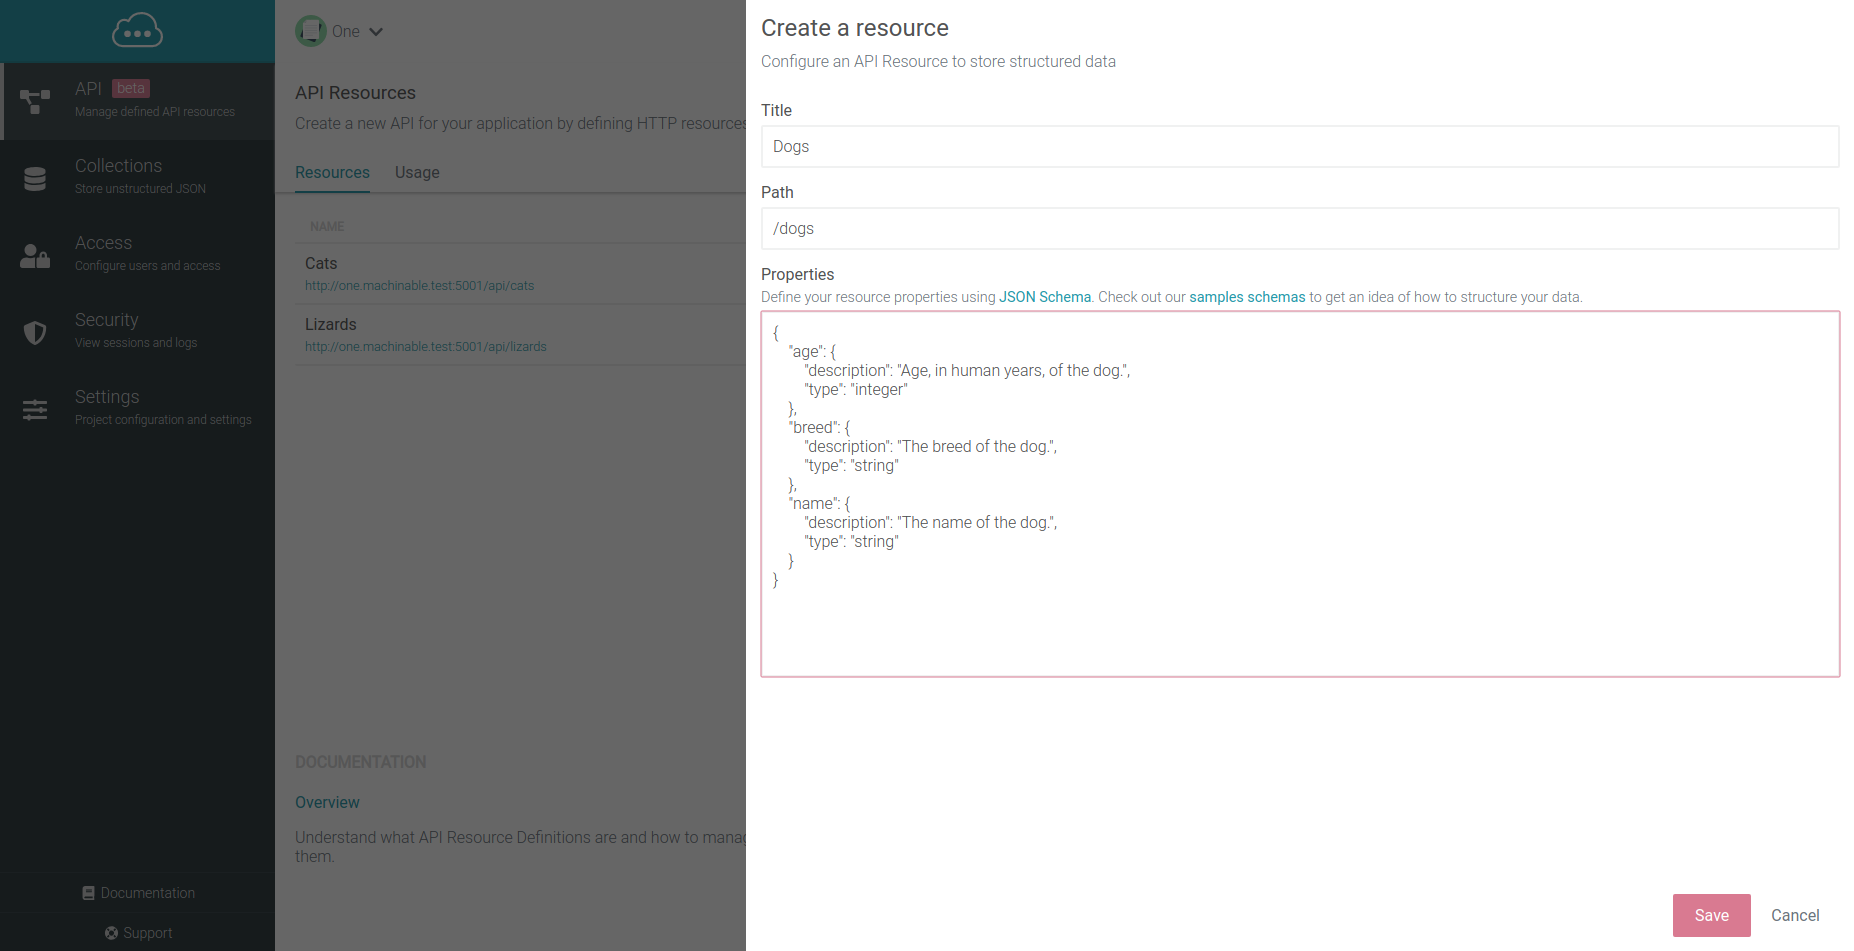 API beta
Manage defined API resources
Collections
Store unstructured JSON
Access
Configure users and access
Security
View sessions and logs
Settings
Project configuration and settings
Documentation
Support
One
API Resources
Create a new API for your application by defining HTTP resources
Resources Usage
NAME
Cats
http://one.machinable.test:5001/api/cats
Lizards
http://one.machinable.test:5001/api/lizards
DOCUMENTATION
Overview
Understand what API Resource Definitions are and how to manag
them.
Create a resource
Configure an API Resource to store structured data
Title
Dogs
Path
/dogs
Properties
Define your resource properties using JSON Schema. Check out our samples schemas to get an idea of how to structure your data.
{
"age": {
"description": "Age, in human years, of the dog.",
"type": "integer"
},
"breed": {
"description": "The breed of the dog.",
"type": "string"
},
"name": {
"description": "The name of the dog.",
"type": "string"
}
}
Save Cancel